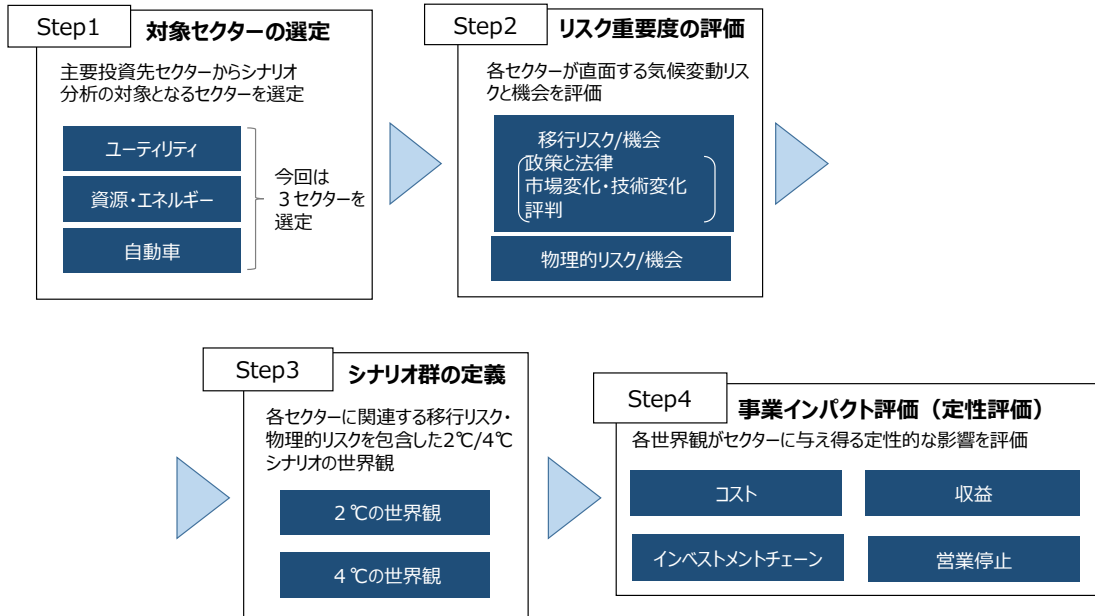 Step1
対象セクターの選定
主要投資先セクターからシナリオ
分析の対象となるセクターを選定
ユーティリティ
資源・エネルギー
自動車
今回は
３セクターを
選定
Step2
リスク重要度の評価
各セクターが直面する気候変動リス
クと機会を評価
移行リスク/機会
政策と法律
市場変化・技術変化
評判
物理的リスク/機会
Step3
シナリオ群の定義
各セクターに関連する移行リスク・
物理的リスクを包含した2℃/4℃
シナリオの世界観
２℃の世界観
４℃の世界観
Step4
事業インパクト評価（定性評価）
各世界観がセクターに与え得る定性的な影響を評価
コスト
収益
インベストメントチェーン
営業停止